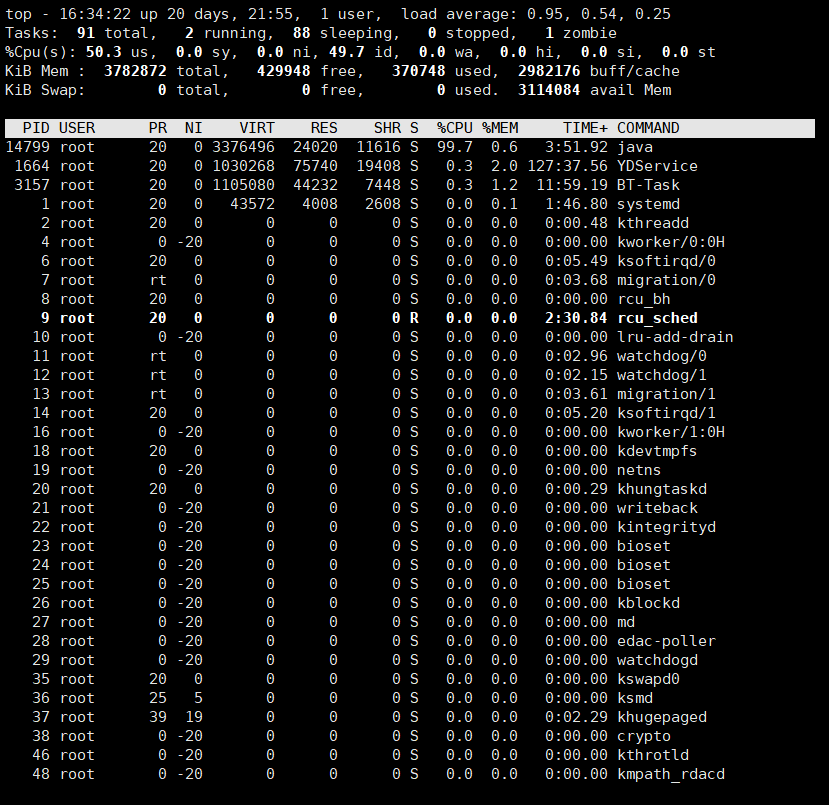 top - 16:34:22 up 20 days, 21:55,  1 user,  load average: 0.95, 0.54, 0.25
Tasks:  91 total,   2 running,  88 sleeping,   0 stopped,   1 zombie
%Cpu(s): 50.3 us,  0.0 sy,  0.0 ni, 49.7 id,  0.0 wa,  0.0 hi,  0.0 si,  0.0 st
KiB Mem :  3782872 total,   429948 free,   370748 used,  2982176 buff/cache
KiB Swap:        0 total,        0 free,        0 used.  3114084 avail Mem
  PID USER      PR  NI    VIRT    RES    SHR S  %CPU %MEM     TIME+ COMMAND
14799 root      20   0 3376496  24020  11616 S  99.7  0.6   3:51.92 java
 1664 root      20   0 1030268  75740  19408 S   0.3  2.0 127:37.56 YDService
 3157 root      20   0 1105080  44232   7448 S   0.3  1.2  11:59.19 BT-Task
    1 root      20   0   43572   4008   2608 S   0.0  0.1   1:46.80 systemd
    2 root      20   0       0      0      0 S   0.0  0.0   0:00.48 kthreadd
    4 root       0 -20       0      0      0 S   0.0  0.0   0:00.00 kworker/0:0H
    6 root      20   0       0      0      0 S   0.0  0.0   0:05.49 ksoftirqd/0
    7 root      rt   0       0      0      0 S   0.0  0.0   0:03.68 migration/0
    8 root      20   0       0      0      0 S   0.0  0.0   0:00.00 rcu_bh
    9 root      20   0       0      0      0 R   0.0  0.0   2:30.84 rcu_sched
   10 root       0 -20       0      0      0 S   0.0  0.0   0:00.00 lru-add-drain
   11 root      rt   0       0      0      0 S   0.0  0.0   0:02.96 watchdog/0
   12 root      rt   0       0      0      0 S   0.0  0.0   0:02.15 watchdog/1
   13 root      rt   0       0      0      0 S   0.0  0.0   0:03.61 migration/1
   14 root      20   0       0      0      0 S   0.0  0.0   0:05.20 ksoftirqd/1
   16 root       0 -20       0      0      0 S   0.0  0.0   0:00.00 kworker/1:0H
   18 root      20   0       0      0      0 S   0.0  0.0   0:00.00 kdevtmpfs
   19 root       0 -20       0      0      0 S   0.0  0.0   0:00.00 netns
   20 root      20   0       0      0      0 S   0.0  0.0   0:00.29 khungtaskd
   21 root       0 -20       0      0      0 S   0.0  0.0   0:00.00 writeback
   22 root       0 -20       0      0      0 S   0.0  0.0   0:00.00 kintegrityd
   23 root       0 -20       0      0      0 S   0.0  0.0   0:00.00 bioset
   24 root       0 -20       0      0      0 S   0.0  0.0   0:00.00 bioset
   25 root       0 -20       0      0      0 S   0.0  0.0   0:00.00 bioset
   26 root       0 -20       0      0      0 S   0.0  0.0   0:00.00 kblockd
   27 root       0 -20       0      0      0 S   0.0  0.0   0:00.00 md
   28 root       0 -20       0      0      0 S   0.0  0.0   0:00.00 edac-poller
   29 root       0 -20       0      0      0 S   0.0  0.0   0:00.00 watchdogd
   35 root      20   0       0      0      0 S   0.0  0.0   0:00.00 kswapd0
   36 root      25   5       0      0      0 S   0.0  0.0   0:00.00 ksmd
   37 root      39  19       0      0      0 S   0.0  0.0   0:02.29 khugepaged
   38 root       0 -20       0      0      0 S   0.0  0.0   0:00.00 crypto
   46 root       0 -20       0      0      0 S   0.0  0.0   0:00.00 kthrotld
   48 root       0 -20       0      0      0 S   0.0  0.0   0:00.00 kmpath_rdacd